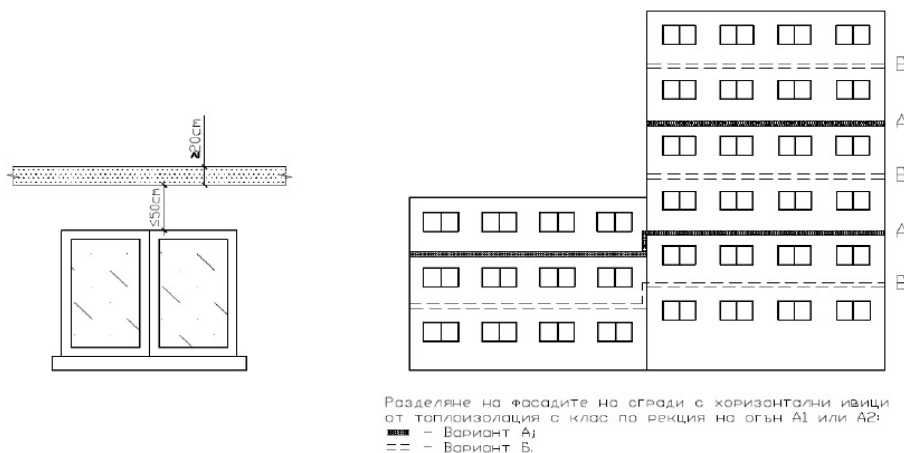 ≥20cm
≤50cm
Б
А
Б
А
Б
Разделяне на фасадите на сгради с хоризонтални ивици
от топлоизолация с клас по рекция на огън А1 или А2:
- Вариант А;
- Вариант Б.